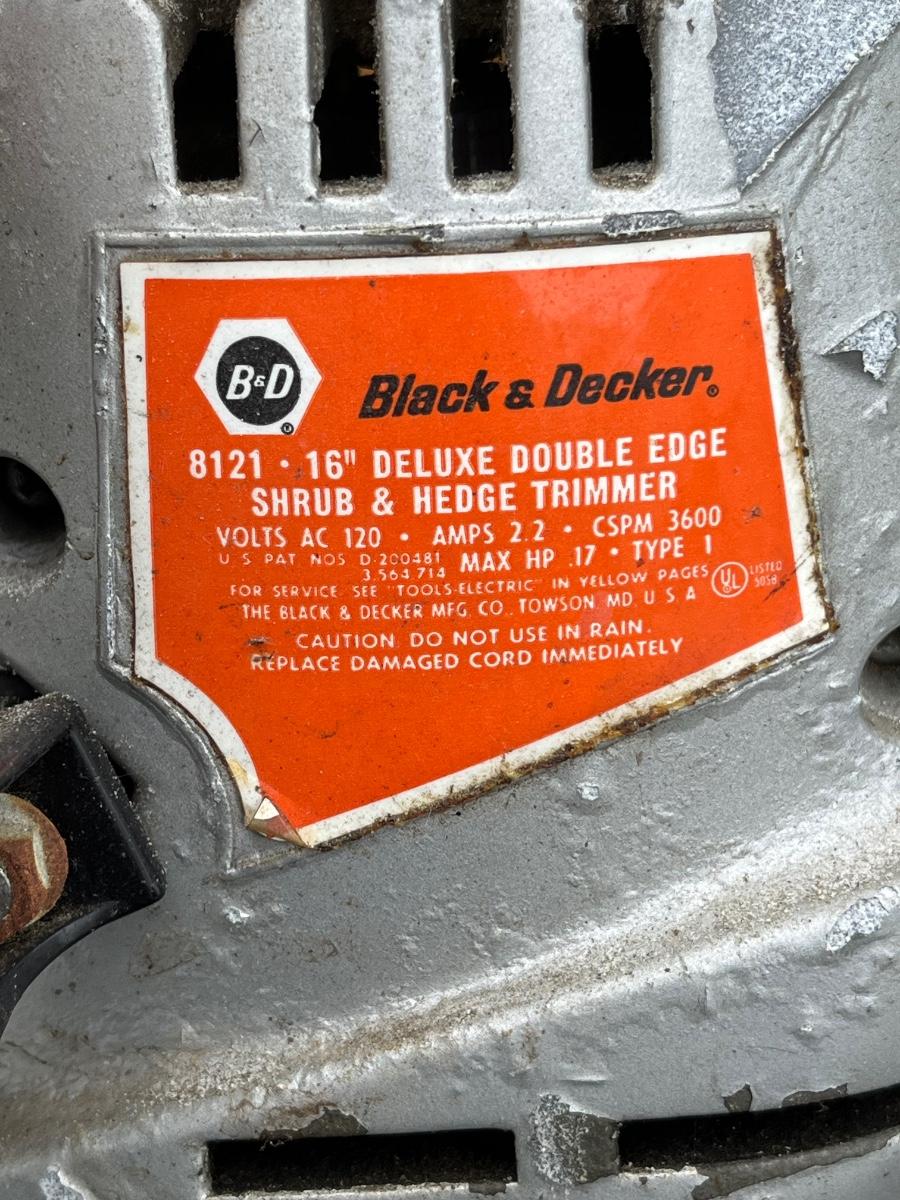 B&D
Black & Decker®
8121 • 16" DELUXE DOUBLE EDGE
SHRUB & HEDGE TRIMMER
VOLTS AC 120 • AMPS 2.2 • CSPM 3600
U S PAT NOS D-200481
3,564,714
MAX HP .17 • TYPE 1
FOR SERVICE SEE "TOOLS-ELECTRIC" IN YELLOW PAGES
UL LISTED
505B
THE BLACK & DECKER MFG. CO., TOWSON, MD. U S A
CAUTION DO NOT USE IN RAIN.
REPLACE DAMAGED CORD IMMEDIATELY